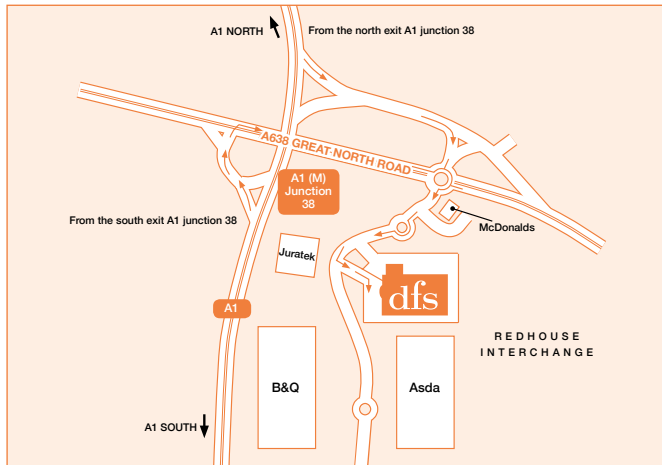 A1 NORTH
From the north exit A1 junction 38
A638 GREAT NORTH ROAD
A1 (M)
Junction
38
From the south exit A1 junction 38
McDonalds
Juratek
dfs
A1
REDHOUSE
INTERCHANGE
B&Q
Asda
A1 SOUTH